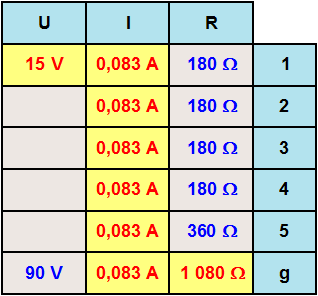 U I R
15 V 0,083 A 180 Ω 1
0,083 A 180 Ω 2
0,083 A 180 Ω 3
0,083 A 180 Ω 4
0,083 A 360 Ω 5
90 V 0,083 A 1 080 Ω g